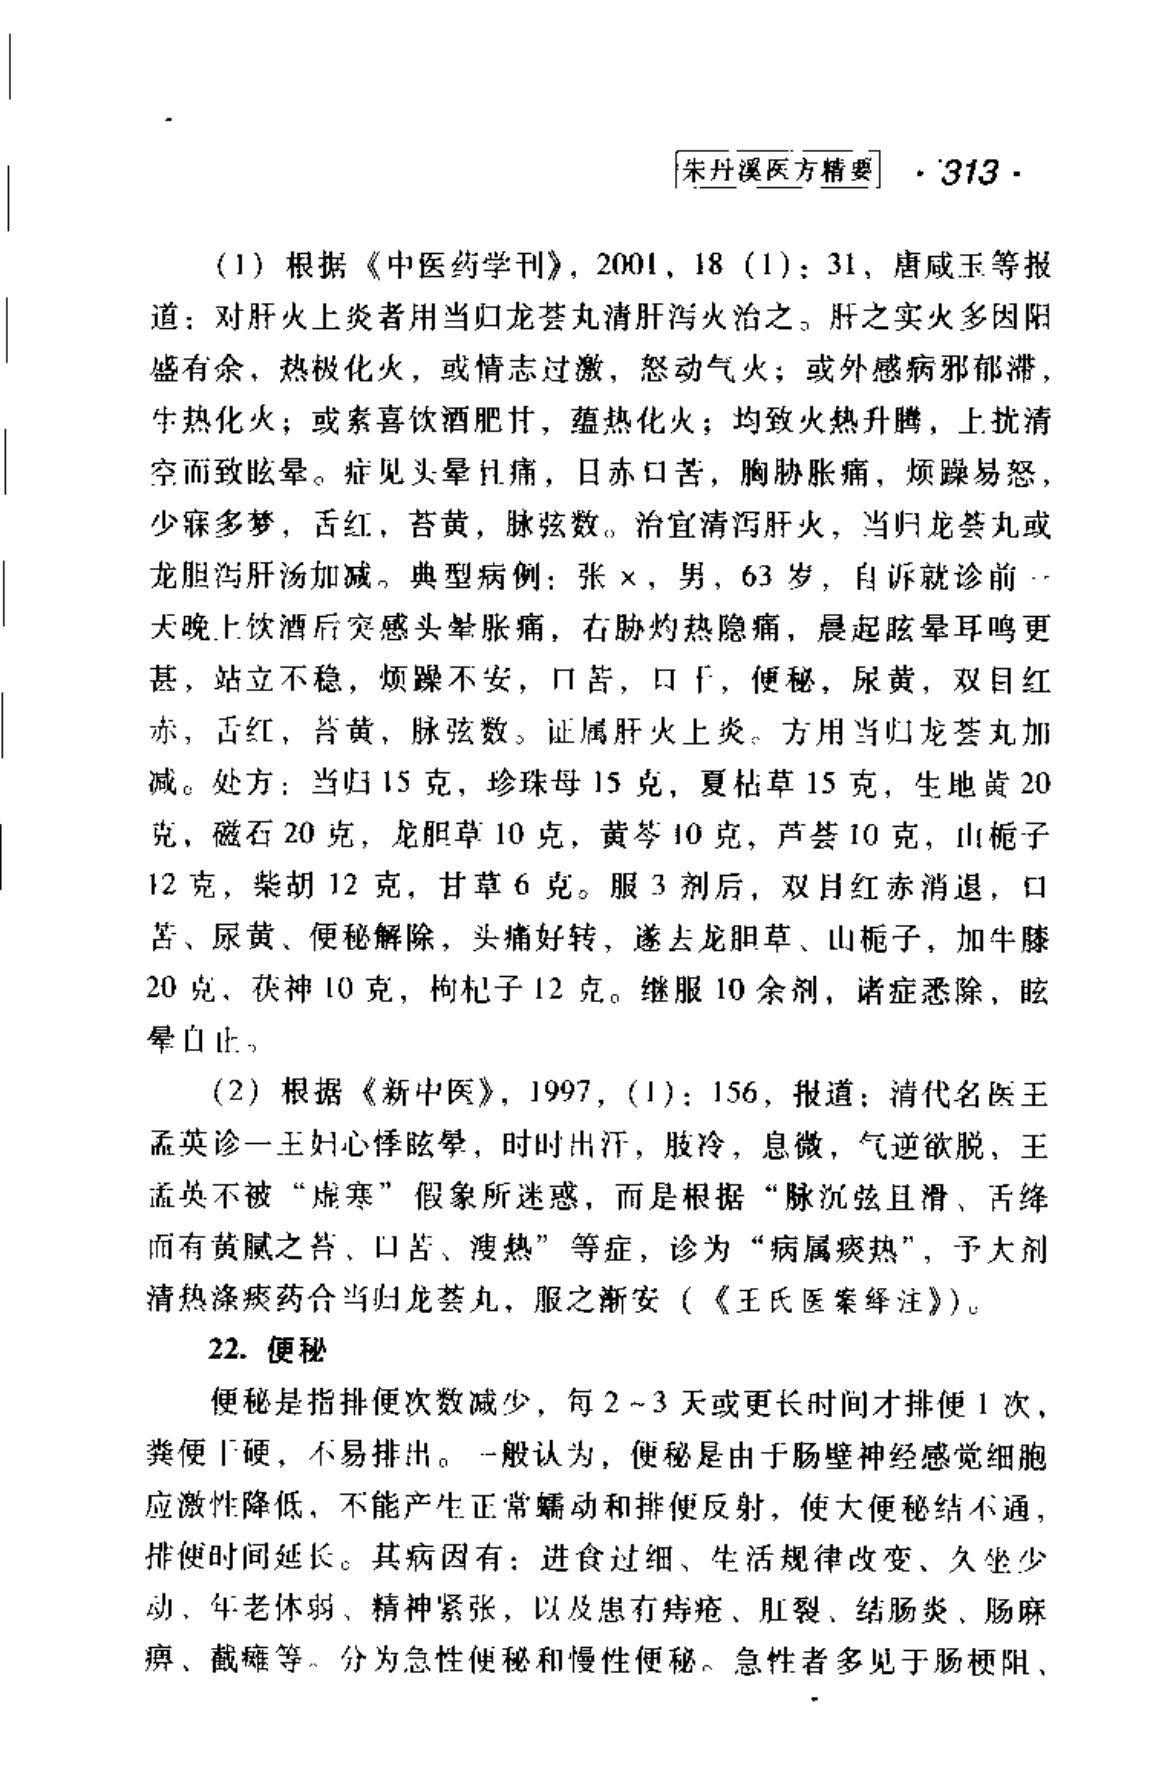 朱丹溪医方精要 ·313·
(1) 根据《中医药学刊》, 2001, 18 (1): 31, 唐咸玉等报
道: 对肝火上炎者用当归龙荟丸清肝泻火治之。肝之实火多因阳
盛有余, 热极化火, 或情志过激, 怒动气火; 或外感病邪郁滞,
生热化火; 或素喜饮酒肥甘, 蕴热化火; 均致火热升腾, 上扰清
空而致眩晕。症见头晕且痛, 目赤口苦, 胸胁胀痛, 烦躁易怒,
少寐多梦, 舌红, 苔黄, 脉弦数。治宜清泻肝火, 当归龙荟丸或
龙胆泻肝汤加减。典型病例: 张×, 男, 63 岁, 自诉就诊前一
天晚上饮酒后突感头晕胀痛, 右胁灼热隐痛, 晨起眩晕耳鸣更
甚, 站立不稳, 烦躁不安, 口苦, 口干, 便秘, 尿黄, 双目红
赤, 舌红, 苔黄, 脉弦数。证属肝火上炎。方用当归龙荟丸加
减。处方: 当归 15 克, 珍珠母 15 克, 夏枯草 15 克, 生地黄 20
克, 磁石 20 克, 龙胆草 10 克, 黄芩 10 克, 芦荟 10 克, 山栀子
12 克, 柴胡 12 克, 甘草 6 克。服 3 剂后, 双目红赤消退, 口
苦、尿黄、便秘解除, 头痛好转, 遂去龙胆草、山栀子, 加牛膝
20 克、茯神 10 克, 枸杞子 12 克。继服 10 余剂, 诸症悉除, 眩
晕自止。
(2) 根据《新中医》, 1997, (1): 156, 报道: 清代名医王
孟英诊一王妇心悸眩晕, 时时出汗, 肢冷, 息微, 气逆欲脱, 王
孟英不被“虚寒”假象所迷惑, 而是根据“脉沉弦且滑、舌绛
而有黄腻之苔、口苦、溲热”等症, 诊为“病属痰热”, 予大剂
清热涤痰药合当归龙荟丸, 服之渐安 (《王氏医案绎注》)。
22. 便秘
便秘是指排便次数减少, 每 2～3 天或更长时间才排便 1 次,
粪便干硬, 不易排出。一般认为, 便秘是由于肠壁神经感觉细胞
应激性降低, 不能产生正常蠕动和排便反射, 使大便秘结不通,
排便时间延长。其病因有: 进食过细、生活规律改变、久坐少
动、年老体弱、精神紧张, 以及患有痔疮、肛裂、结肠炎、肠麻
痹、截瘫等。分为急性便秘和慢性便秘。急性者多见于肠梗阻、